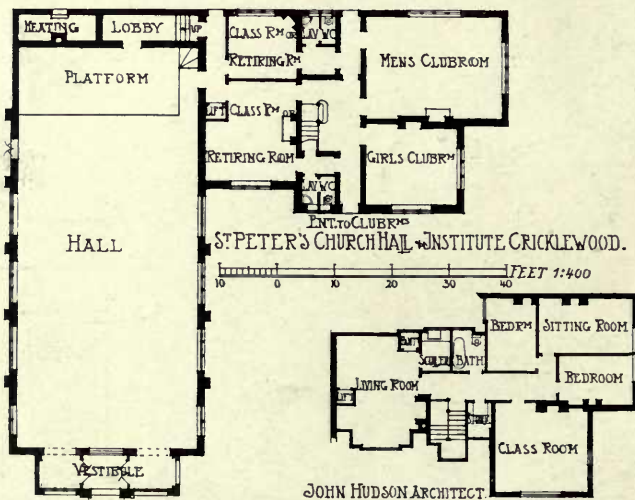 HEATING
LOBBY
UP
PLATFORM
CLASS RM OR
RETIRING RM
LAV
WC
MENS CLUBROOM
LIFT
CLASS RM OR
RETIRING ROOM
GIRLS CLUBRM
LAV
WC
ENT. TO CLUBRMS
HALL
ST PETER'S CHURCH HALL & INSTITUTE CRICKLEWOOD.
10 0 10 20 30 40 FEET 1:400
VESTIBULE
BEDRM
SITTING ROOM
BATH
LIVING ROOM
LIFT
BEDROOM
CLASS ROOM
JOHN HUDSON ARCHITECT.